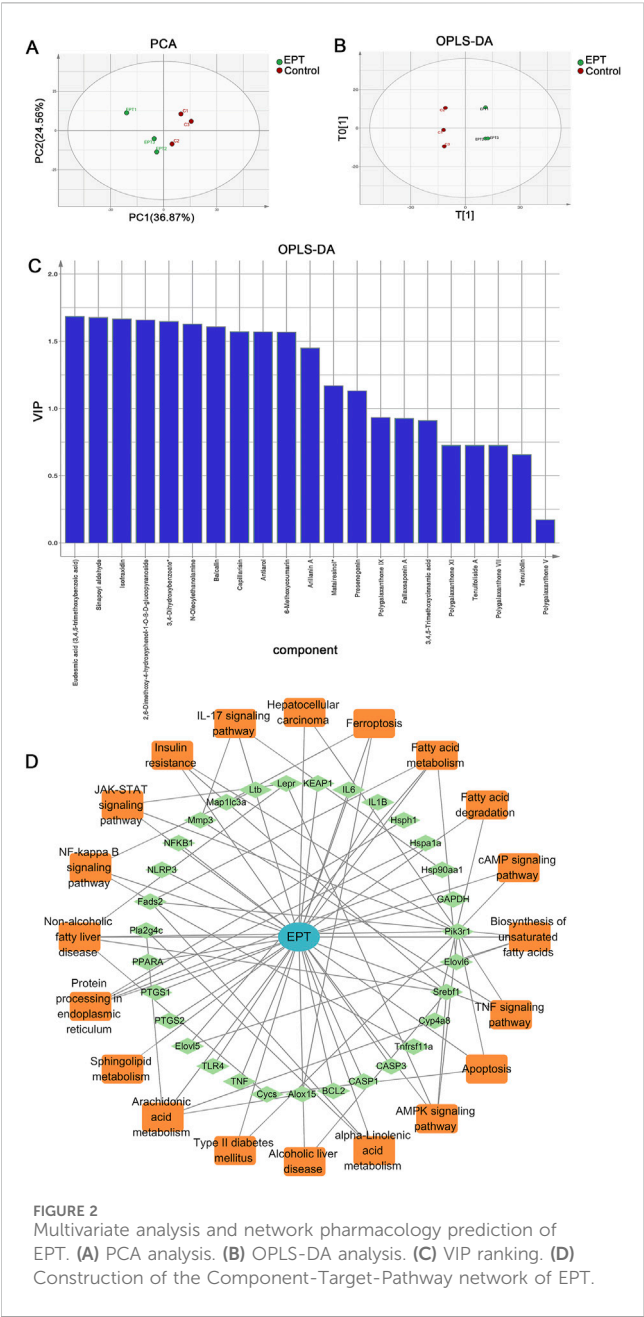 A
PCA
EPT
Control
PC2(24.56%)
PC1(36.87%)
EPT1
C1
C3
C2
B
OPLS-DA
EPT
Control
T0[1]
T[1]
C
OPLS-DA
VIP
2.0
1.5
1.0
0.5
0.0
Eudesmic acid (3,4,5-trimethoxybenzoic acid)
Sinapoyl aldehyde
Isofraxidin
2,6-Dimethoxy-4-hydroxyphenol-1-O-β-D-glucopyranoside
3,4-Dihydroxybenzoate*
N-Oleoylethanolamine
Baicalin
Capillarisin
Arillarol
6-Methoxycoumarin
Arillanin A
Matairesinol*
Presenegenin
Polygalaxanthone IX
Fallaxsaponin A
3,4,5-Trimethoxycinnamic acid
Polygalaxanthone XI
Tenuifoliside A
Polygalaxanthone VII
Tenuifolin
Polygalaxanthone V
component
D
Hepatocellular
carcinoma
IL-17 signaling
pathway
Ferroptosis
Insulin
resistance
Fatty acid
metabolism
JAK-STAT
signaling
pathway
Fatty acid
degradation
NF-kappa B
signaling
pathway
cAMP signaling
pathway
Non-alcoholic
fatty liver
disease
Biosynthesis of
unsaturated
fatty acids
Protein
processing in
endoplasmic
reticulum
TNF signaling
pathway
Sphingolipid
metabolism
Apoptosis
Arachidonic
acid
metabolism
AMPK signaling
pathway
Type II diabetes
mellitus
Alcoholic liver
disease
alpha-Linolenic
acid
metabolism
Ltb
Lepr
KEAP1
IL6
IL1B
Map1lc3a
Mmp3
Hsph1
NFKB1
Hspa1a
NLRP3
Hsp90aa1
Fads2
GAPDH
Pla2g4c
Pik3r1
EPT
PPARA
Elovl6
PTGS1
Srebf1
PTGS2
Cyp4a8
Elovl5
Tnfrsf11a
TLR4
CASP3
TNF
CASP1
Cycs
Alox15
BCL2
FIGURE 2
Multivariate analysis and network pharmacology prediction of
EPT. (A) PCA analysis. (B) OPLS-DA analysis. (C) VIP ranking. (D)
Construction of the Component-Target-Pathway network of EPT.